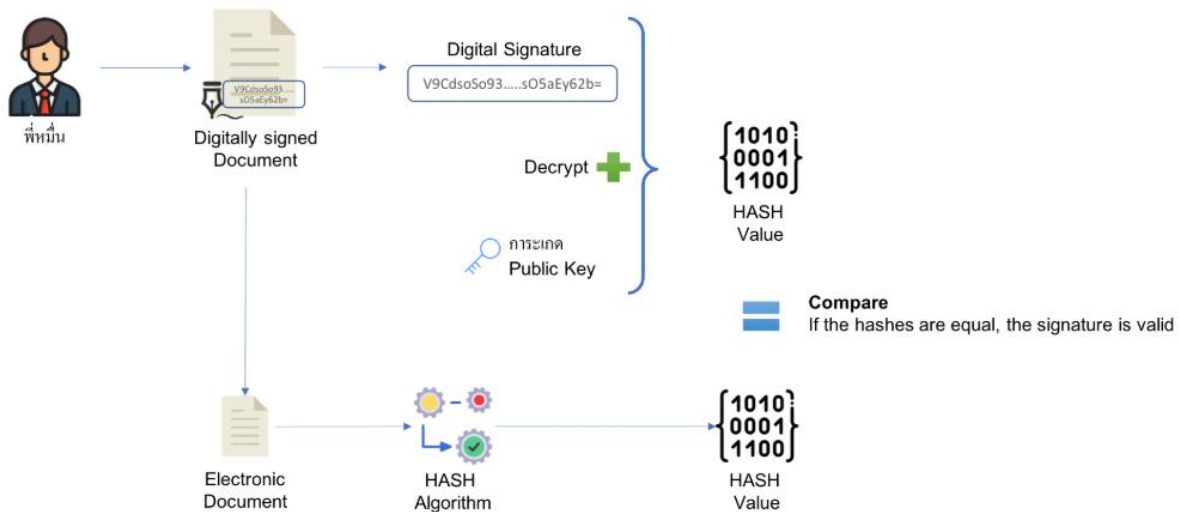 พี่หมื่น
V9CdsoSo93....
sO5aEy62b=
Digitally signed
Document
Digital Signature
V9CdsoSo93.....sO5aEy62b=
Decrypt
การะเกด
Public Key
1010
0001
1100
HASH
Value
Compare
If the hashes are equal, the signature is valid
Electronic
Document
HASH
Algorithm
1010
0001
1100
HASH
Value